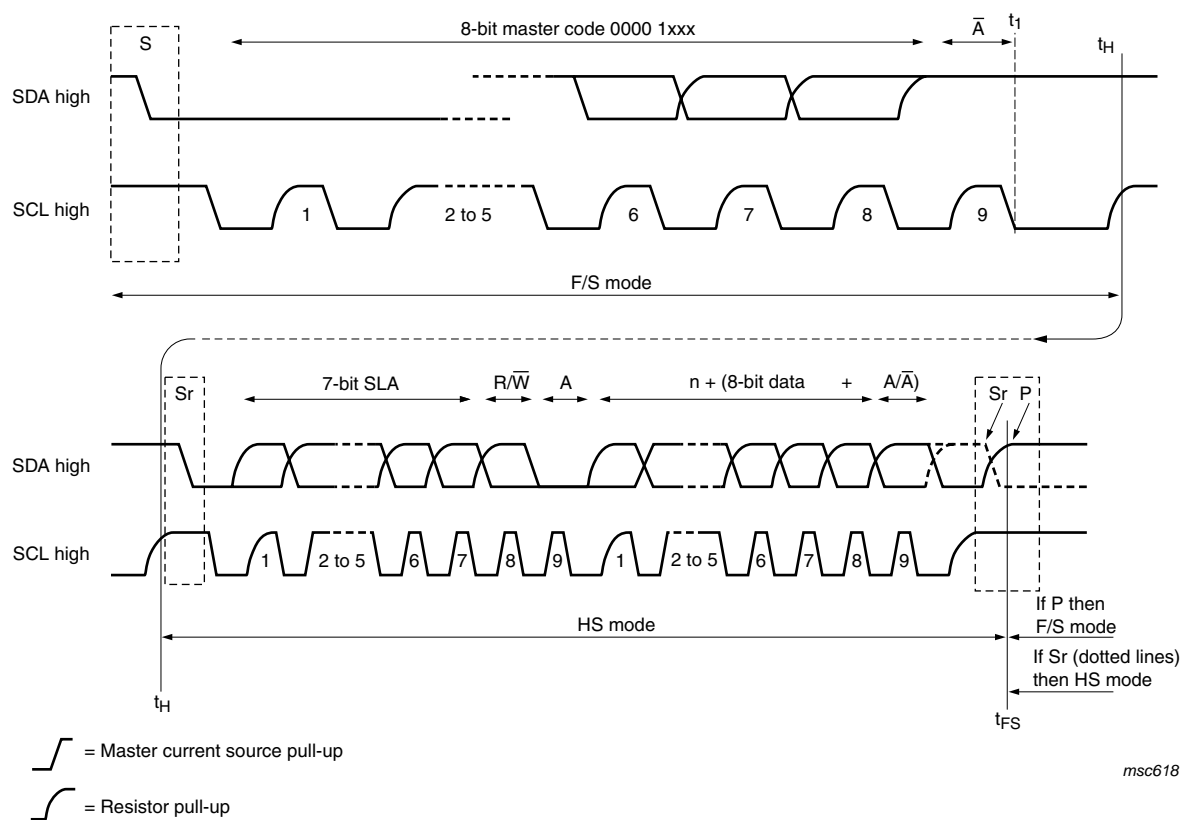 S
8-bit master code 0000 1xxx
A̅
t1
tH
SDA high
SCL high
1
2 to 5
6
7
8
9
F/S mode
Sr
7-bit SLA
R/W̅
A
n + (8-bit data + A/A̅)
Sr P
SDA high
SCL high
1
2 to 5
6
7
8
9
1
2 to 5
6
7
8
9
If P then
F/S mode
HS mode
If Sr (dotted lines)
then HS mode
tH
tFS
= Master current source pull-up
= Resistor pull-up
msc618